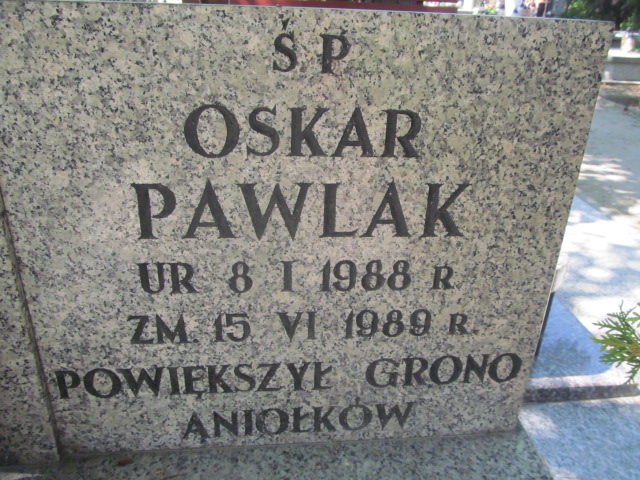 ŚP
OSKAR
PAWLAK
UR 8 I 1988 R
ZM. 15 VI 1989 R.
POWIĘKSZYŁ GRONO
ANIOŁKÓW